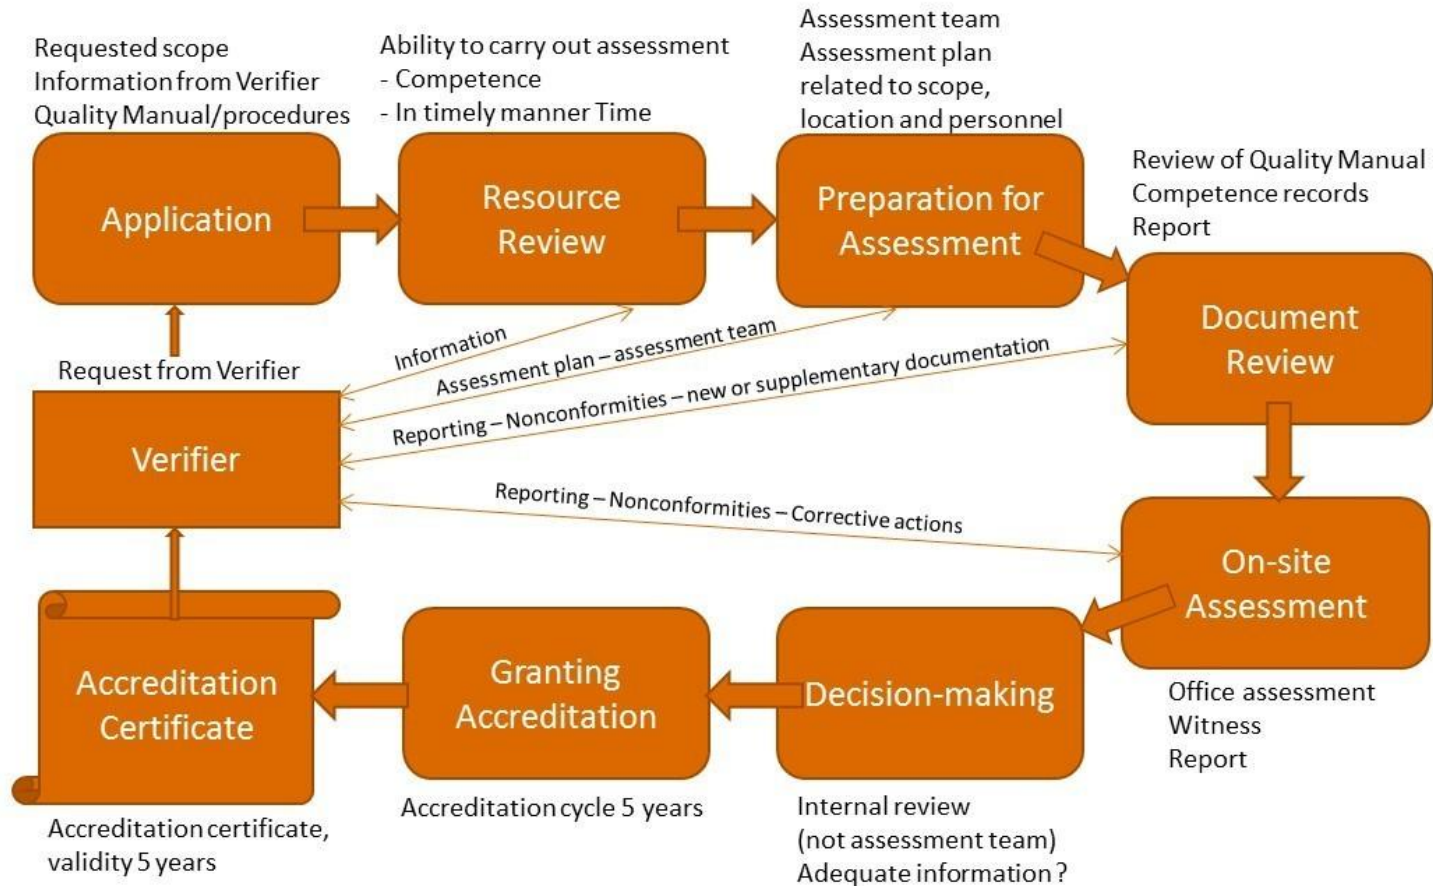 Requested scope
Information from Verifier
Quality Manual/procedures
Ability to carry out assessment
- Competence
- In timely manner Time
Assessment team
Assessment plan
related to scope,
location and personnel
Review of Quality Manual
Competence records
Report
Application
Resource
Review
Preparation for
Assessment
Document
Review
Information
Assessment plan – assessment team
Reporting – Nonconformities – new or supplementary documentation
Request from Verifier
Verifier
Reporting – Nonconformities – Corrective actions
On-site
Assessment
Accreditation
Certificate
Granting
Accreditation
Decision-making
Office assessment
Witness
Report
Accreditation certificate,
validity 5 years
Accreditation cycle 5 years
Internal review
(not assessment team)
Adequate information ?